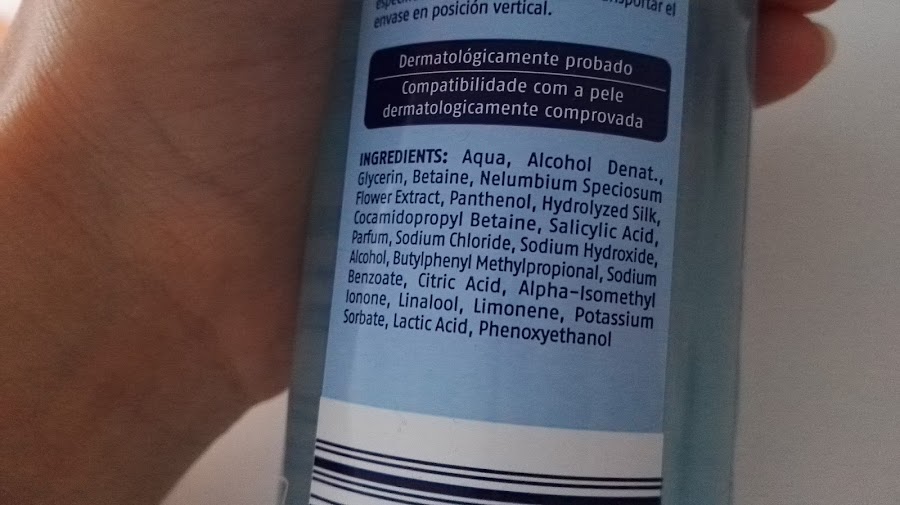 transportar el
envase en posición vertical.
Dermatológicamente probado
Compatibilidade com a pele
dermatologicamente comprovada
INGREDIENTS: Aqua, Alcohol Denat.,
Glycerin, Betaine, Nelumbium Speciosum
Flower Extract, Panthenol, Hydrolyzed Silk,
Cocamidopropyl Betaine, Salicylic Acid,
Parfum, Sodium Chloride, Sodium Hydroxide,
Alcohol, Butylphenyl Methylpropional, Sodium
Benzoate, Citric Acid, Alpha-Isomethyl
Ionone, Linalool, Limonene, Potassium
Sorbate, Lactic Acid, Phenoxyethanol